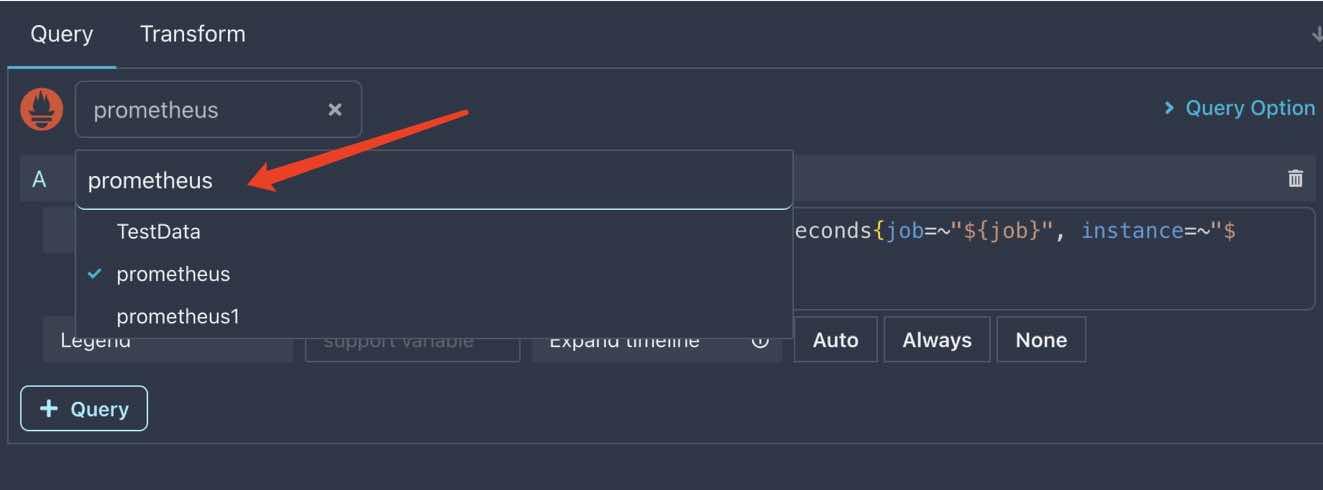 Query Transform
prometheus
Query Option
A
prometheus
TestData
econds{job=~"${job}", instance=~"$
prometheus
prometheus1
Legend support variable Expand timeline Auto Always None
Query